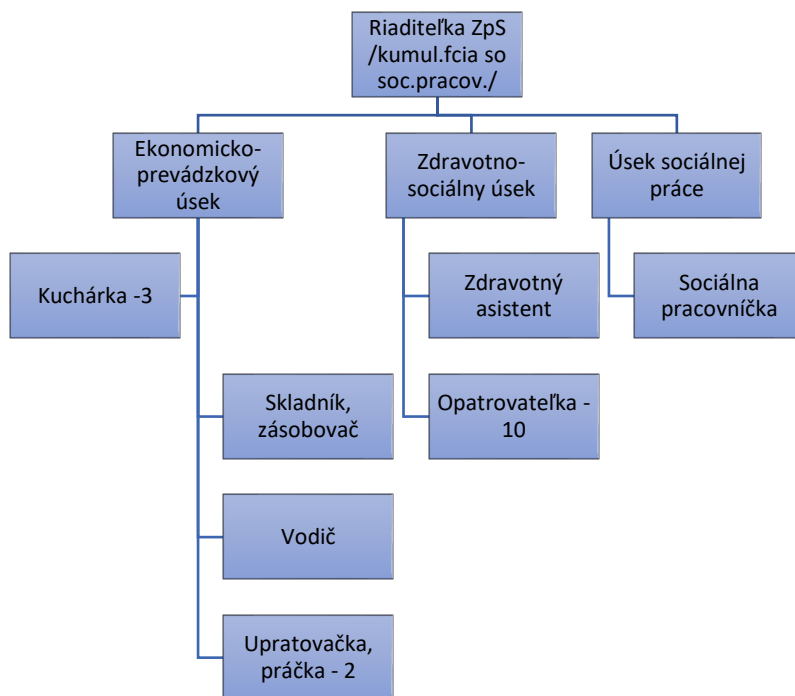 Riaditeľka ZpS
/kumul.fcia so
soc.pracov./
Ekonomicko-
prevádzkový
úsek
Zdravotno-
sociálny úsek
Úsek sociálnej
práce
Kuchárka -3
Zdravotný
asistent
Sociálna
pracovníčka
Skladník,
zásobovač
Opatrovateľka -
10
Vodič
Upratovačka,
práčka - 2